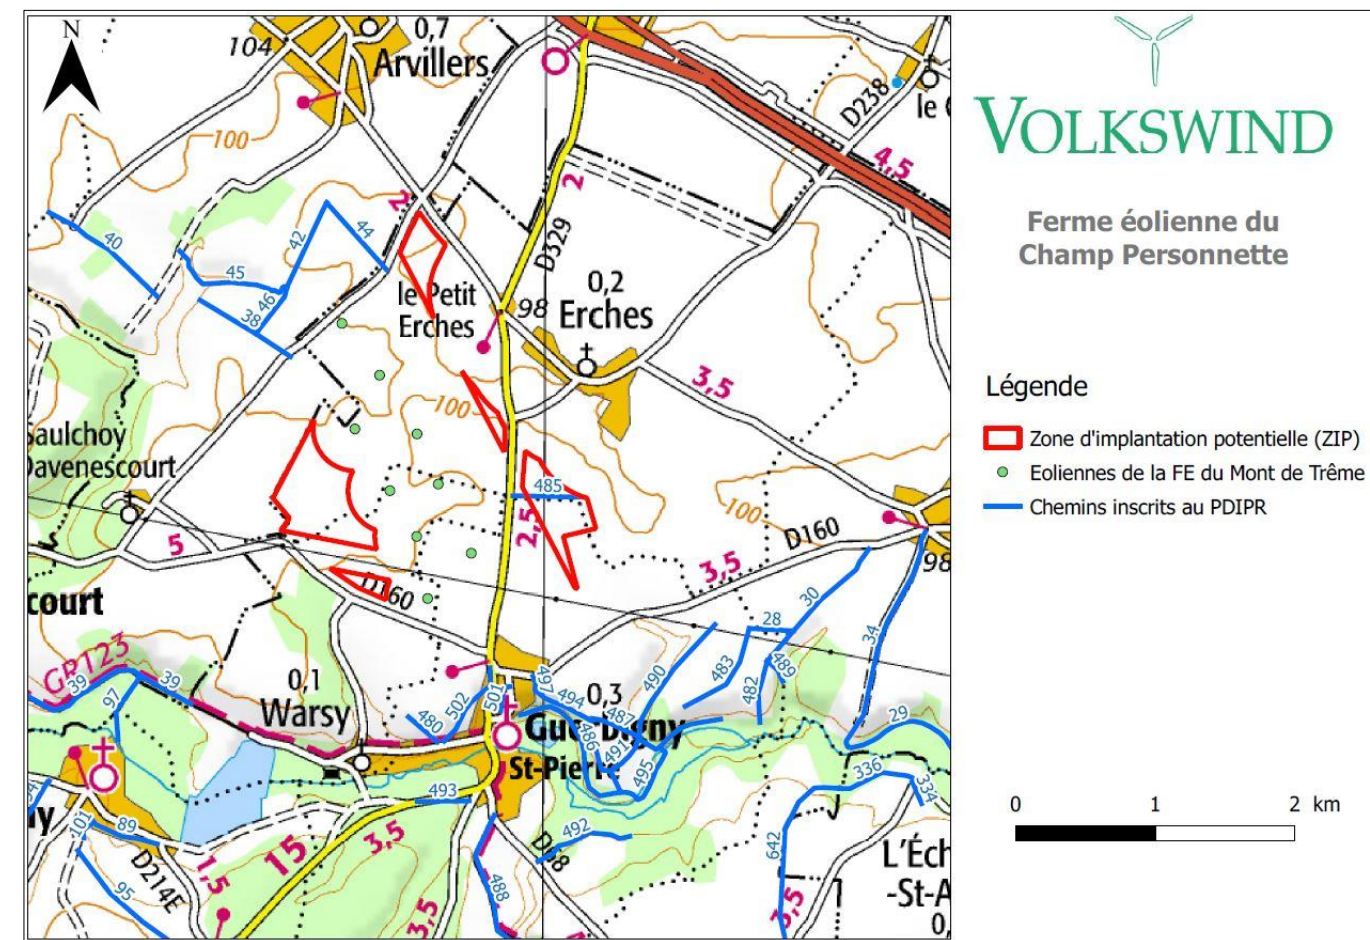 N
104
0,7
Arvillers
D238
le
100
4,5
2
2
40
42
44
45
46
38
D329
le Petit
Erches
98
0,2
Erches
3,5
100
Saulchoy
Davenescourt
485
100
2,5
5
D160
3,5
D160
98
court
GR123
39
39
97
0,1
Warsy
480
502
501
497
494
0,3
487
490
483
28
30
482
489
34
29
Guerbigny
St-Pierre
486
491
495
493
492
D68
336
334
642
L'Éch
-St-A
0,
101
89
D214E
95
1,5
15
3,5
3,5
488
3,5
VOLKSWIND
Ferme éolienne du
Champ Personnette
Légende
Zone d'implantation potentielle (ZIP)
Eoliennes de la FE du Mont de Trême
Chemins inscrits au PDIPR
0 1 2 km